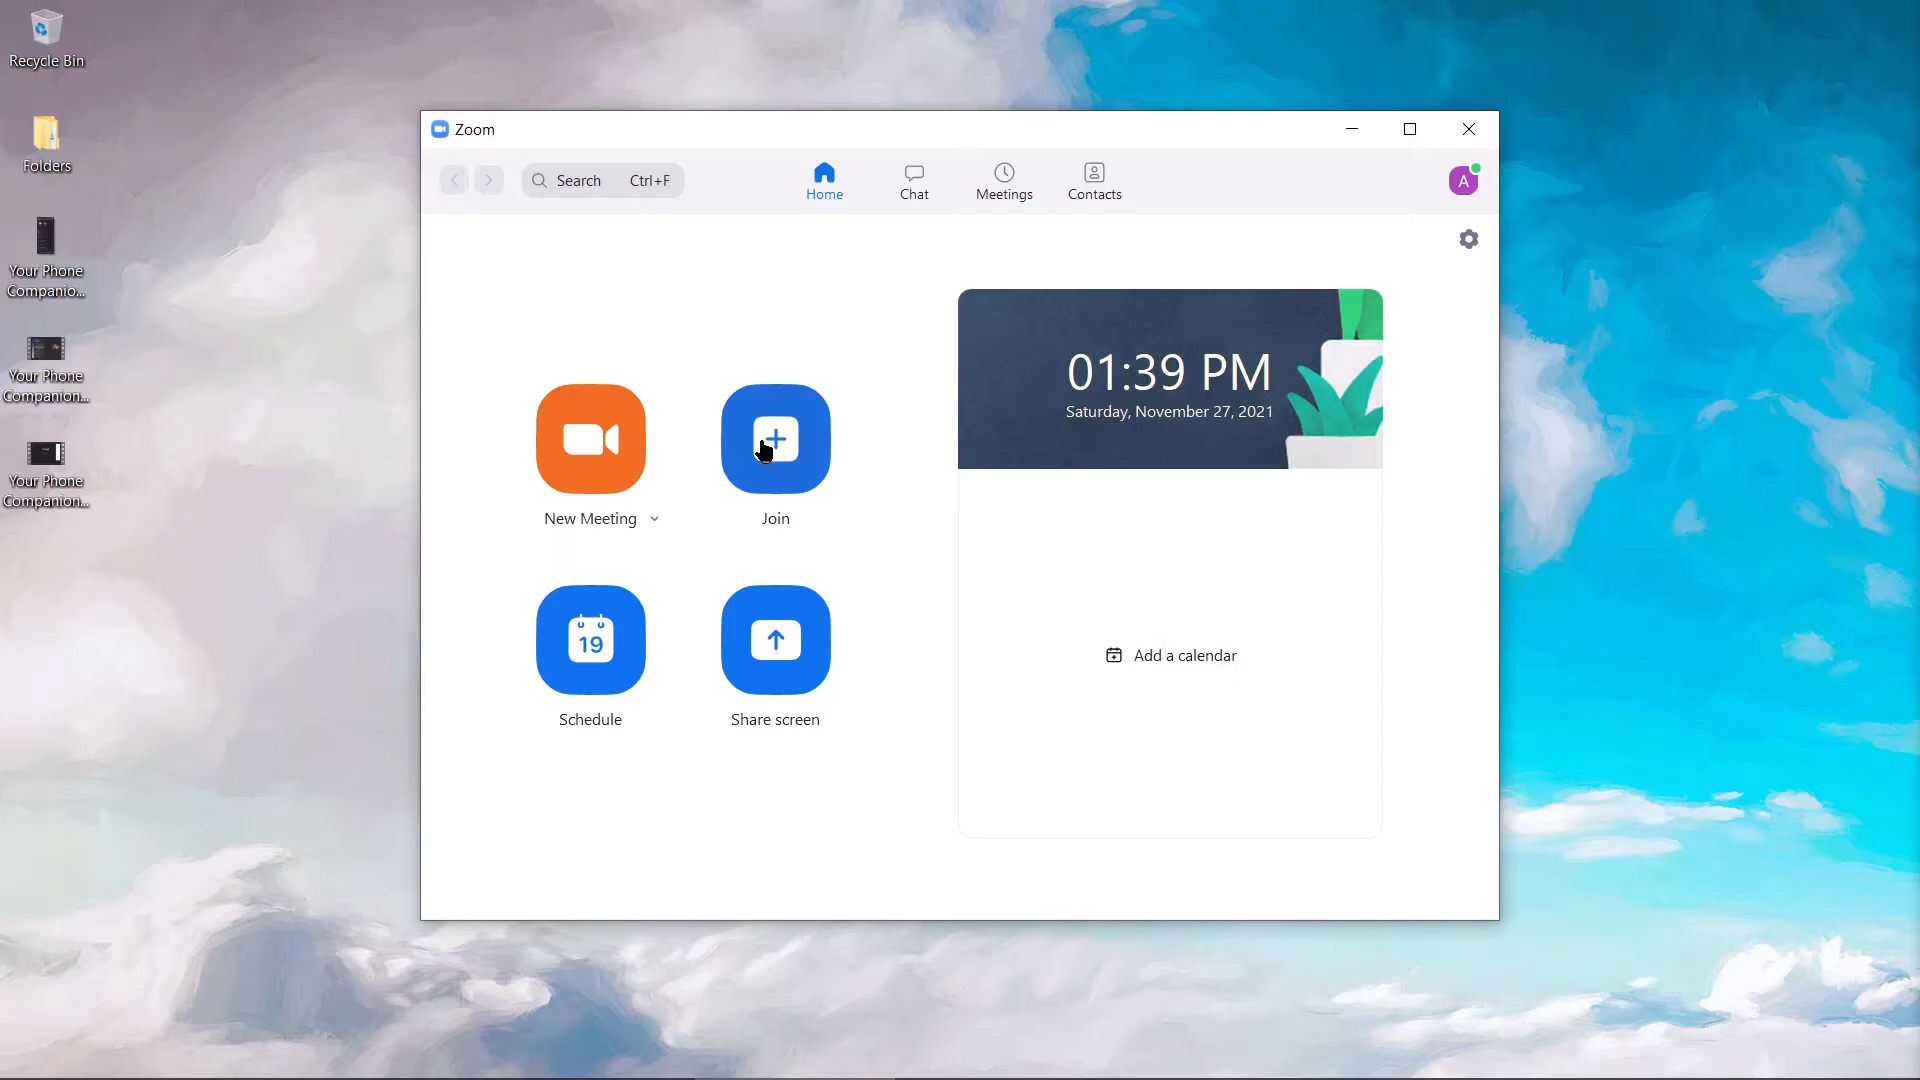 Recycle Bin
Folders
Your Phone
Companio...
Your Phone
Companion...
Your Phone
Companion...
Zoom
Search Ctrl+F
Home
Chat
Meetings
Contacts
A
01:39 PM
Saturday, November 27, 2021
New Meeting
Join
19
Schedule
Share screen
Add a calendar